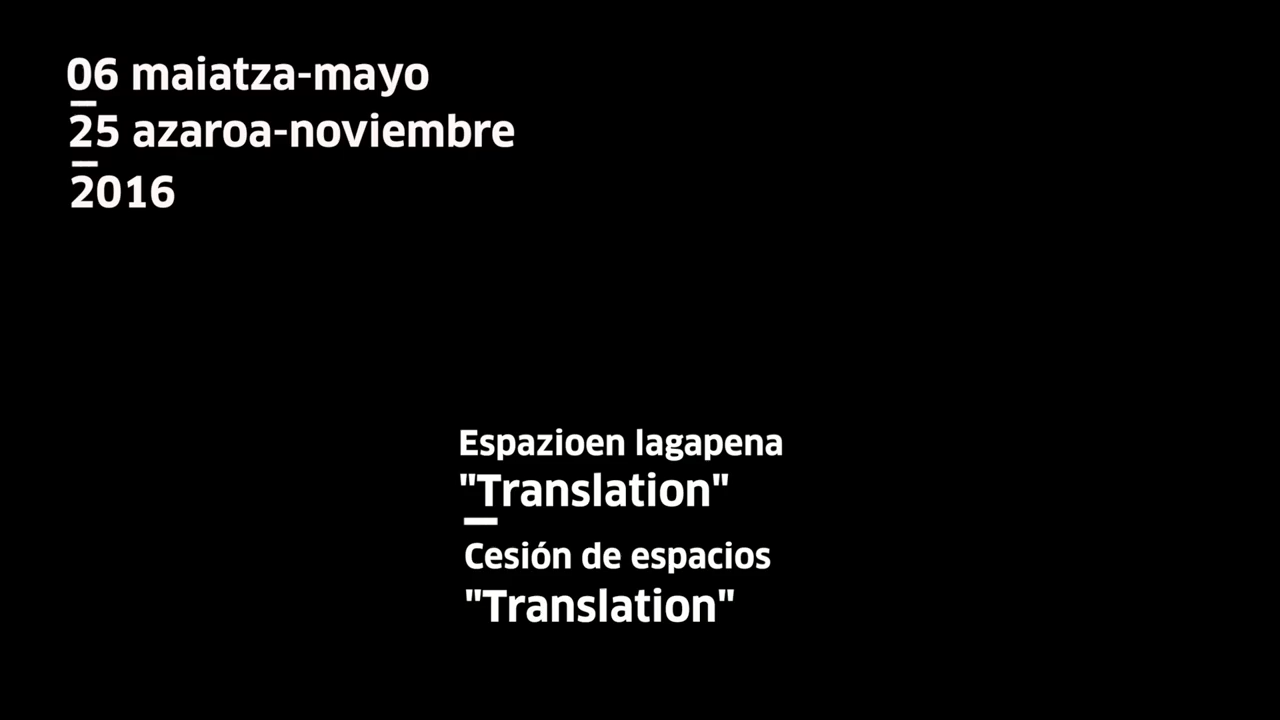 06 maiatza-mayo
25 azaroa-noviembre
2016
Espazioen lagapena
"Translation"
Cesión de espacios
"Translation"